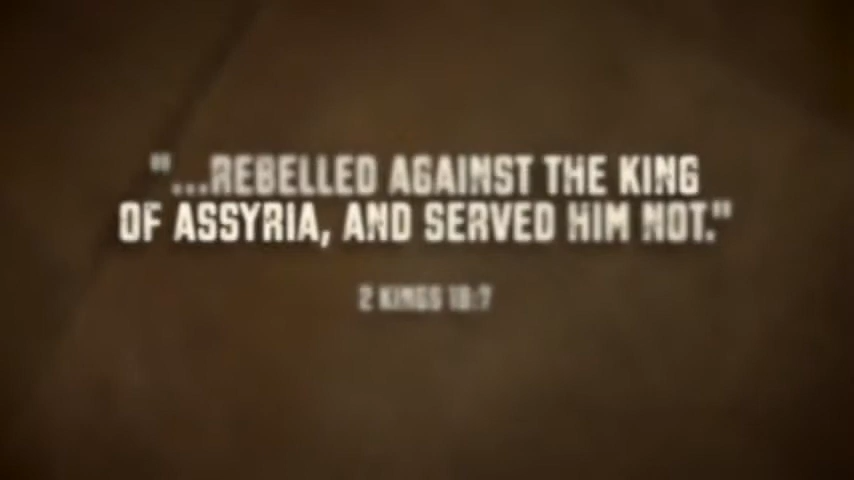 "...REBELLED AGAINST THE KING
OF ASSYRIA, AND SERVED HIM NOT."
2 KINGS 18:7